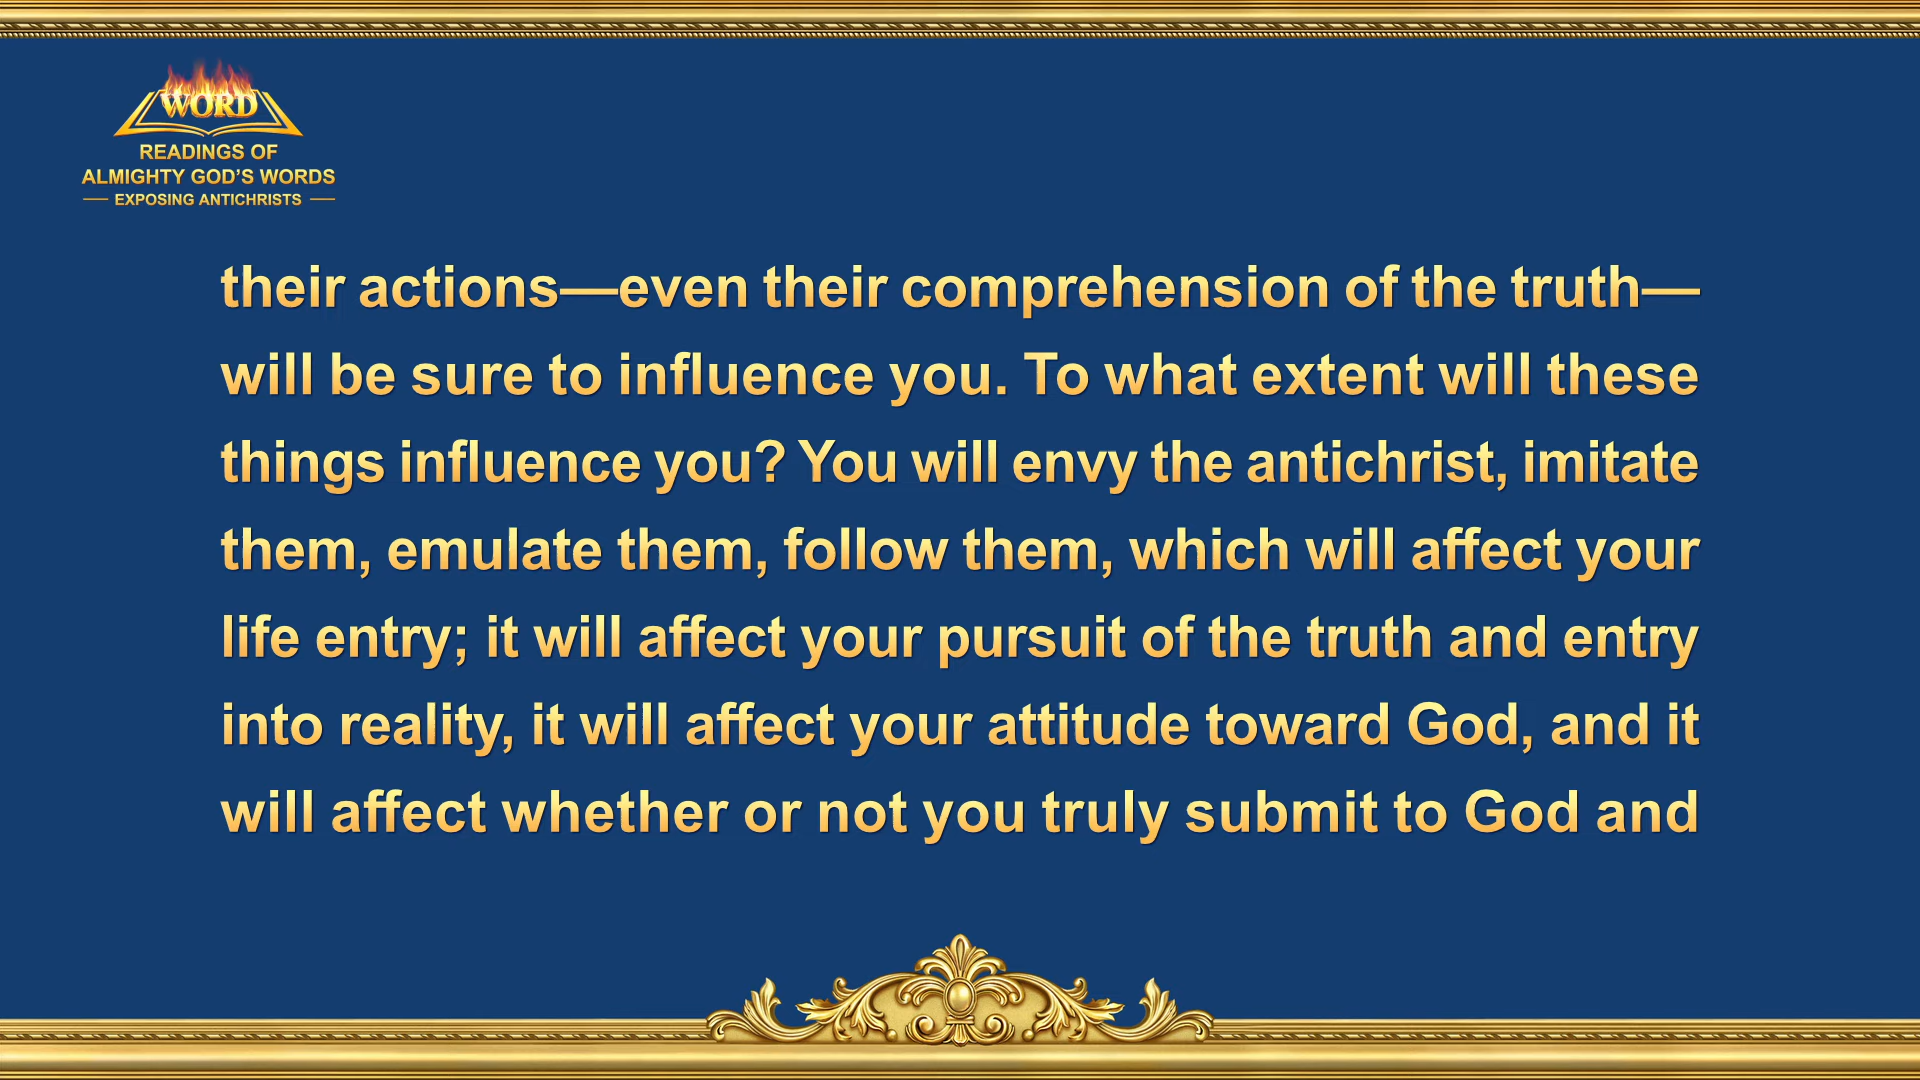 WORD
READINGS OF
ALMIGHTY GOD'S WORDS
EXPOSING ANTICHRISTS
their actions—even their comprehension of the truth—
will be sure to influence you. To what extent will these
things influence you? You will envy the antichrist, imitate
them, emulate them, follow them, which will affect your
life entry; it will affect your pursuit of the truth and entry
into reality, it will affect your attitude toward God, and it
will affect whether or not you truly submit to God and